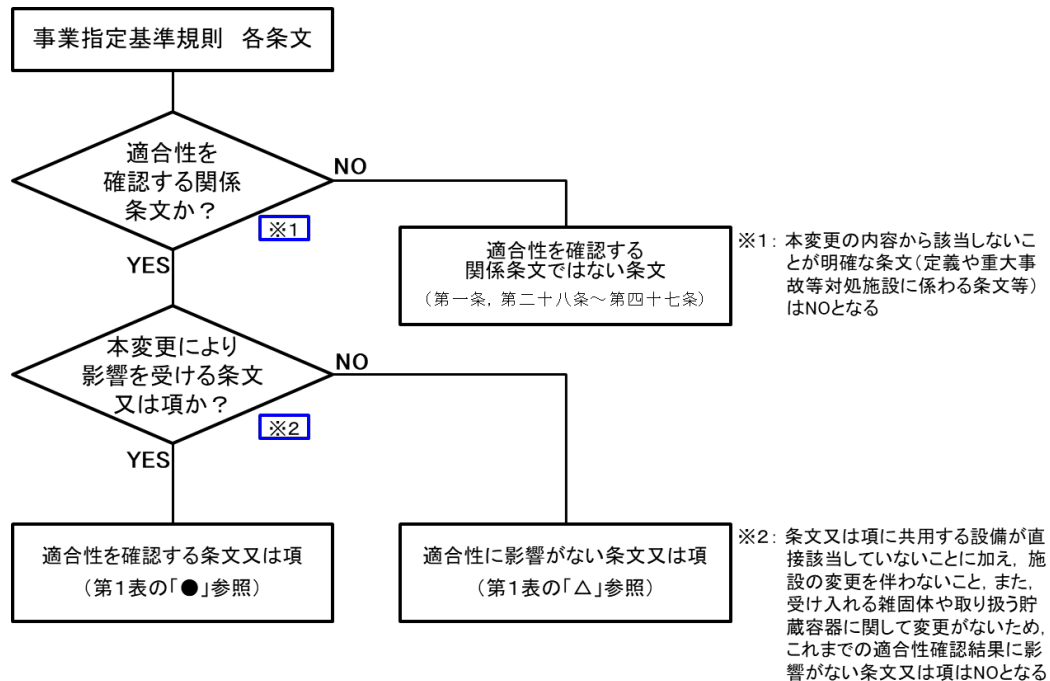 事業指定基準規則　各条文
適合性を
確認する関係
条文か？
NO
※1
YES
適合性を確認する
関係条文ではない条文
（第一条，第二十八条～第四十七条）
※1： 本変更の内容から該当しないこ
とが明確な条文（定義や重大事
故等対処施設に係わる条文等）
はNOとなる
本変更により
影響を受ける条文
又は項か？
NO
※2
YES
適合性を確認する条文又は項
（第1表の「●」参照）
適合性に影響がない条文又は項
（第1表の「△」参照）
※2： 条文又は項に共用する設備が直
接該当していないことに加え，施
設の変更を伴わないこと，また，
受け入れる雑固体や取り扱う貯
蔵容器に関して変更がないため，
これまでの適合性確認結果に影
響がない条文又は項はNOとなる